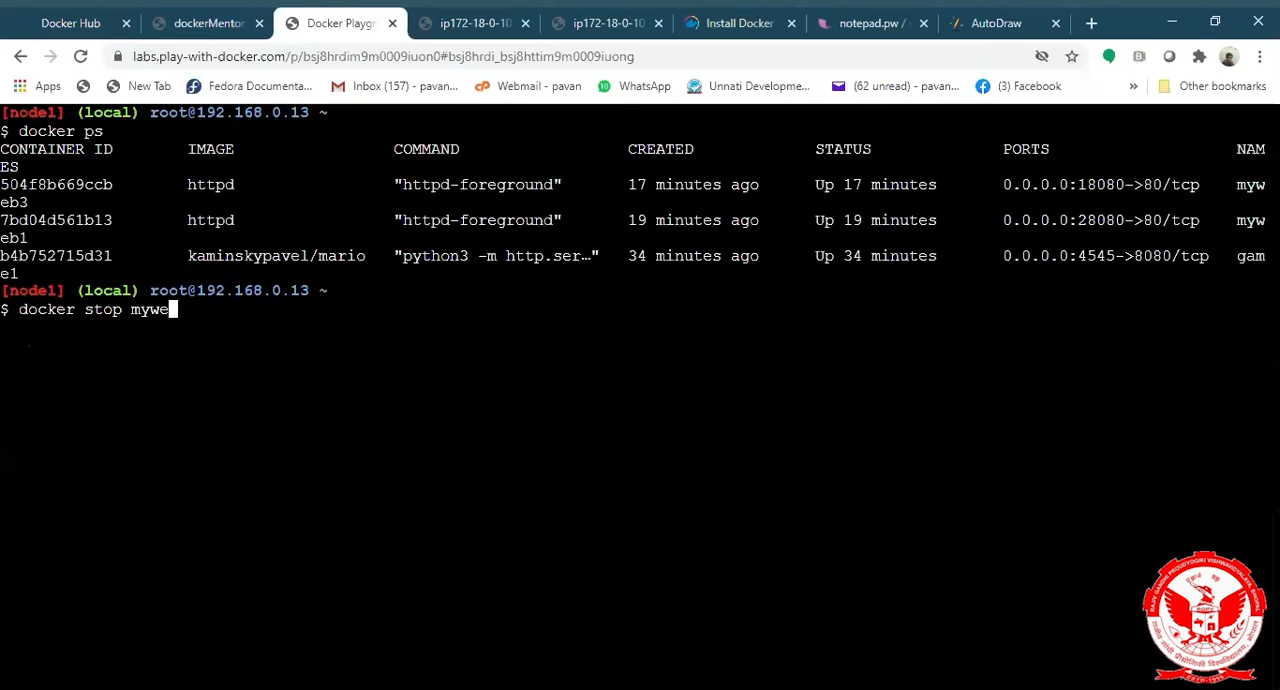 Docker Hub
dockerMentor
Docker Playgr
ip172-18-0-10
ip172-18-0-10
Install Docker
notepad.pw /
AutoDraw
labs.play-with-docker.com/p/bsj8hrdim9m0009iuon0#bsj8hrdi_bsj8httim9m0009iuong
Apps
New Tab
Fedora Documenta...
Inbox (157) - pavan...
Webmail - pavan
WhatsApp
Unnati Developme...
(62 unread) - pavan...
(3) Facebook
»
Other bookmarks
[node1] (local) root@192.168.0.13 ~
$ docker ps
CONTAINER ID IMAGE COMMAND CREATED STATUS PORTS NAM
ES
504f8b669ccb httpd "httpd-foreground" 17 minutes ago Up 17 minutes 0.0.0.0:18080->80/tcp myw
eb3
7bd04d561b13 httpd "httpd-foreground" 19 minutes ago Up 19 minutes 0.0.0.0:28080->80/tcp myw
eb1
b4b752715d31 kaminskypavel/mario "python3 -m http.ser…" 34 minutes ago Up 34 minutes 0.0.0.0:4545->8080/tcp gam
e1
[node1] (local) root@192.168.0.13 ~
$ docker stop mywe
RAJIV GANDHI PROUDYOGIKI VISHWAVIDYALAYA, BHOPAL